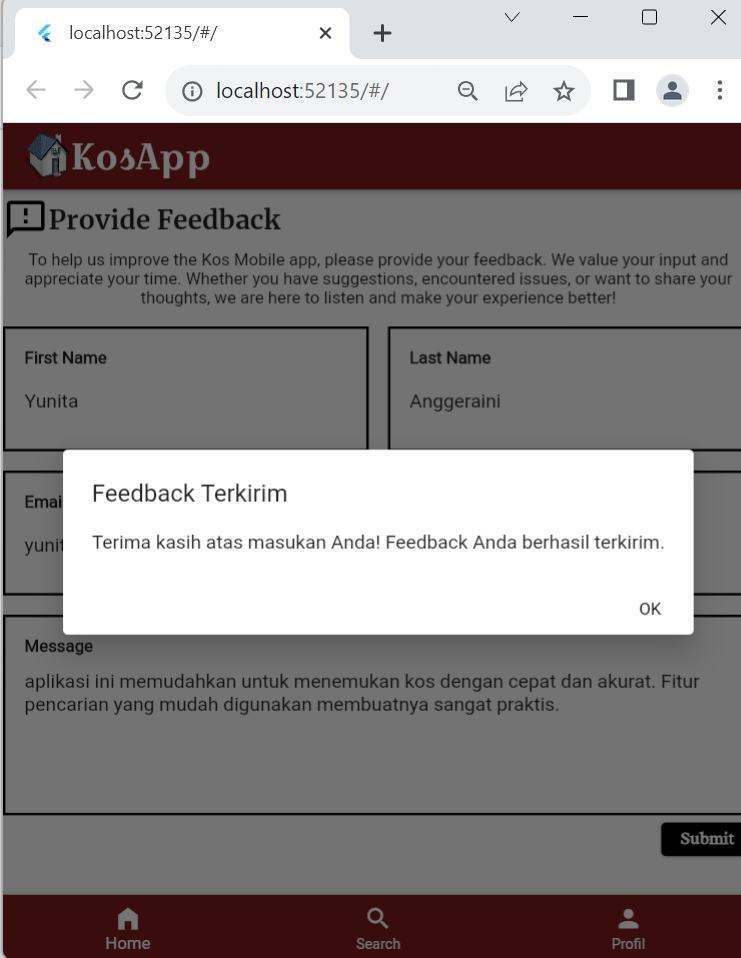 localhost:52135/#/
localhost:52135/#/
KosApp
Provide Feedback
To help us improve the Kos Mobile app, please provide your feedback. We value your input and
appreciate your time. Whether you have suggestions, encountered issues, or want to share your
thoughts, we are here to listen and make your experience better!
First Name
Last Name
Yunita
Anggeraini
Emai
yunit
Feedback Terkirim
Terima kasih atas masukan Anda! Feedback Anda berhasil terkirim.
OK
Message
aplikasi ini memudahkan untuk menemukan kos dengan cepat dan akurat. Fitur
pencarian yang mudah digunakan membuatnya sangat praktis.
Submit
Home
Search
Profil